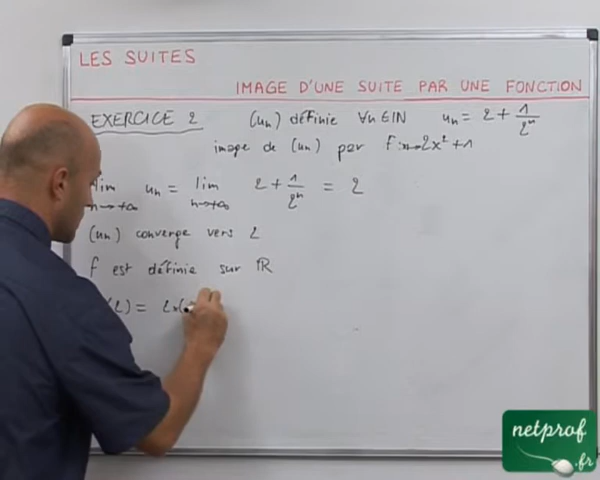 LES SUITES
IMAGE D'UNE SUITE PAR UNE FONCTION
EXERCICE 2 (un) définie ∀n ∈ IN un = 2 + 1/2^n
image de (un) par f: x→2x²+1
lim n→+∞ un = lim n→+∞ 2 + 1/2^n = 2
(un) converge vers 2
f est définie sur IR
(2) = 2x(
netprof
.fr